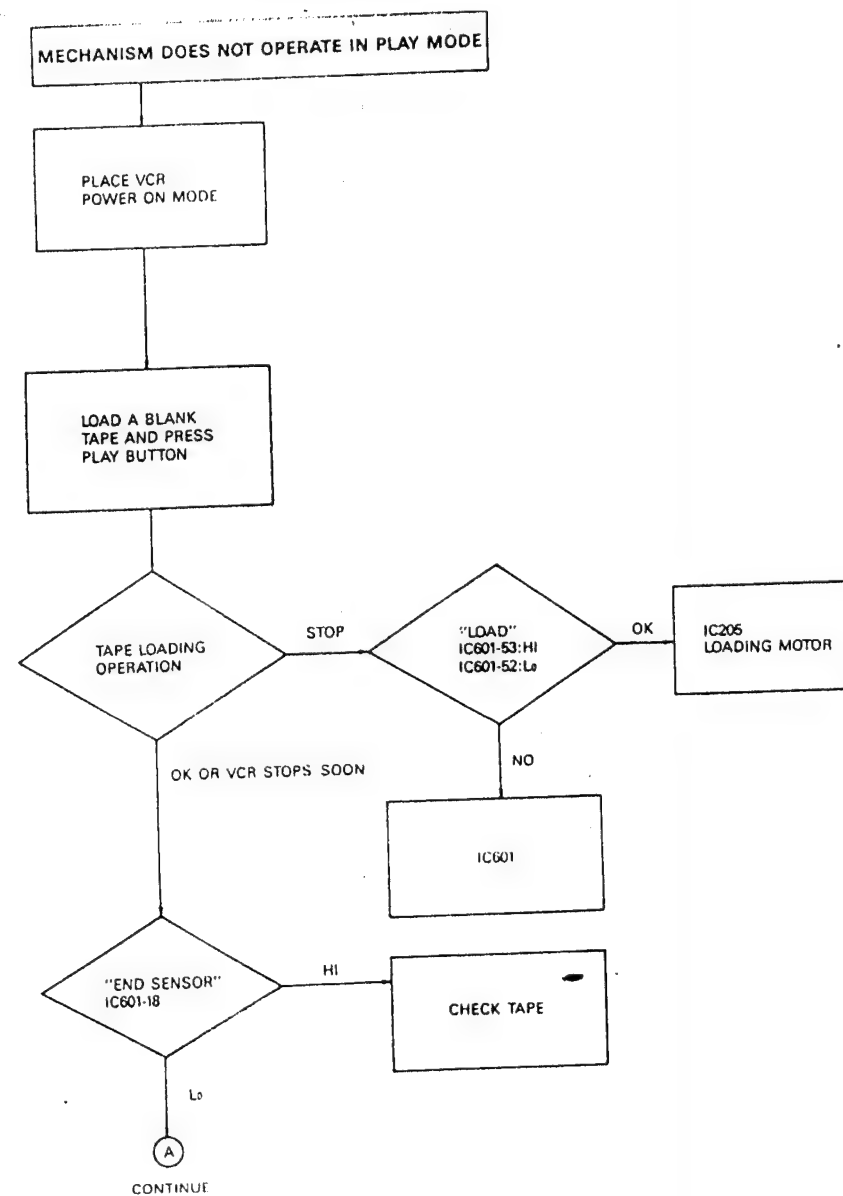 MECHANISM DOES NOT OPERATE IN PLAY MODE
PLACE VCR
POWER ON MODE
LOAD A BLANK
TAPE AND PRESS
PLAY BUTTON
TAPE LOADING
OPERATION
STOP
"LOAD"
IC601-53:HI
IC601-52:Lo
OK
IC205
LOADING MOTOR
NO
IC601
OK OR VCR STOPS SOON
"END SENSOR"
IC601-18
HI
CHECK TAPE
Lo
A
CONTINUE